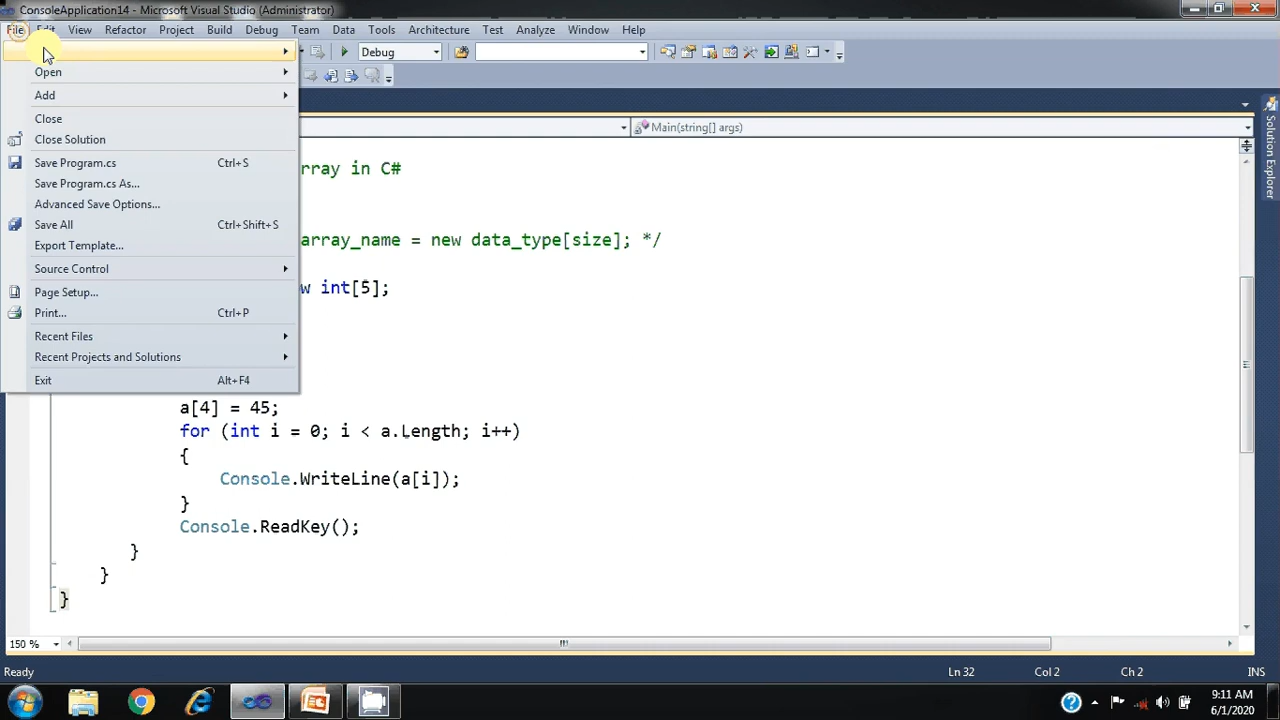 ConsoleApplication14 - Microsoft Visual Studio (Administrator)
File Edit View Refactor Project Build Debug Team Data Tools Architecture Test Analyze Window Help
Debug
Open
Add
Close
Close Solution
Save Program.cs Ctrl+S
Save Program.cs As...
Advanced Save Options...
Save All Ctrl+Shift+S
Export Template...
Source Control
Page Setup...
Print... Ctrl+P
Recent Files
Recent Projects and Solutions
Exit Alt+F4
Main(string[] args)
Solution Explorer
rray in C#
array_name = new data_type[size]; */
w int[5];
a[4] = 45;
for (int i = 0; i < a.Length; i++)
{
Console.WriteLine(a[i]);
}
Console.ReadKey();
}
}
}
150 %
Ready Ln 32 Col 2 Ch 2 INS
9:11 AM
6/1/2020